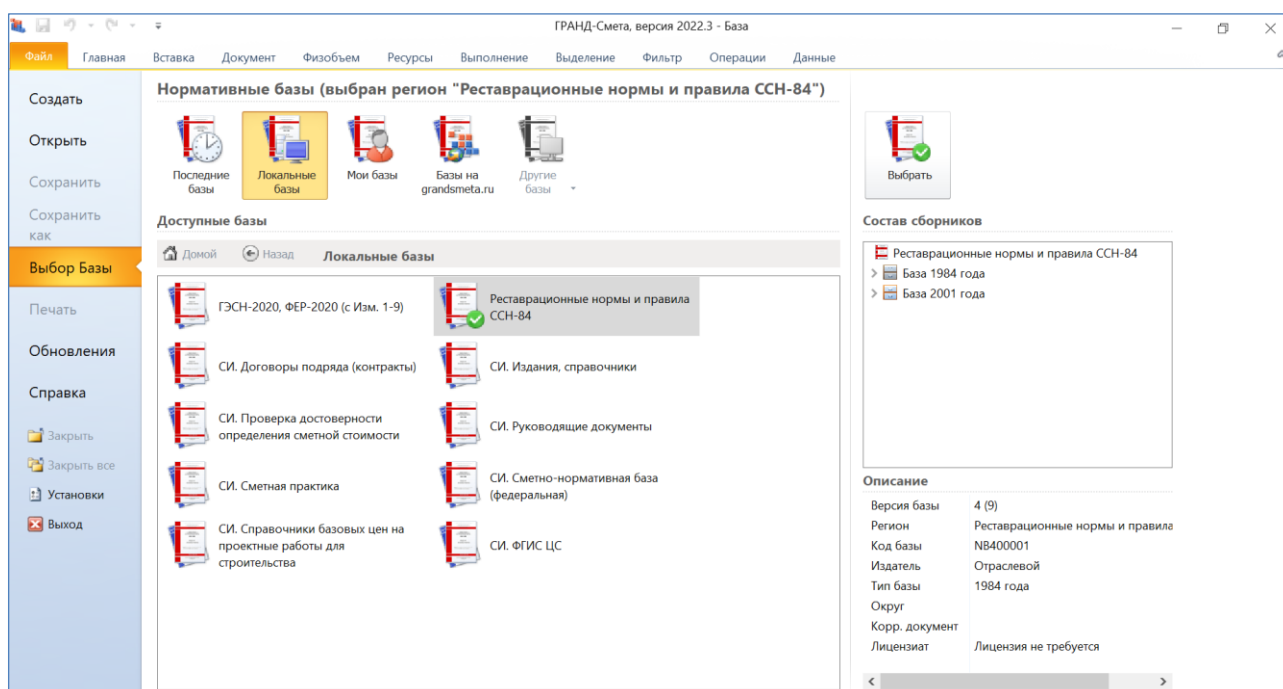 ГРАНД-Смета, версия 2022.3 - База
Файл Главная Вставка Документ Физобъем Ресурсы Выполнение Выделение Фильтр Операции Данные
Создать
Открыть
Сохранить
Сохранить
как
Выбор Базы
Печать
Обновления
Справка
Закрыть
Закрыть все
Установки
Выход
Нормативные базы (выбран регион "Реставрационные нормы и правила ССН-84")
Последние
базы
Локальные
базы
Мои базы
Базы на
grandsmeta.ru
Другие
базы
Доступные базы
Домой Назад Локальные базы
ГЭСН-2020, ФЕР-2020 (с Изм. 1-9)
Реставрационные нормы и правила
ССН-84
СИ. Договоры подряда (контракты)
СИ. Издания, справочники
СИ. Проверка достоверности
определения сметной стоимости
СИ. Руководящие документы
СИ. Сметная практика
СИ. Сметно-нормативная база
(федеральная)
СИ. Справочники базовых цен на
проектные работы для
строительства
СИ. ФГИС ЦС
Выбрать
Состав сборников
Реставрационные нормы и правила ССН-84
База 1984 года
База 2001 года
Описание
Версия базы 4 (9)
Регион Реставрационные нормы и правила
Код базы NB400001
Издатель Отраслевой
Тип базы 1984 года
Округ
Корр. документ
Лицензиат Лицензия не требуется